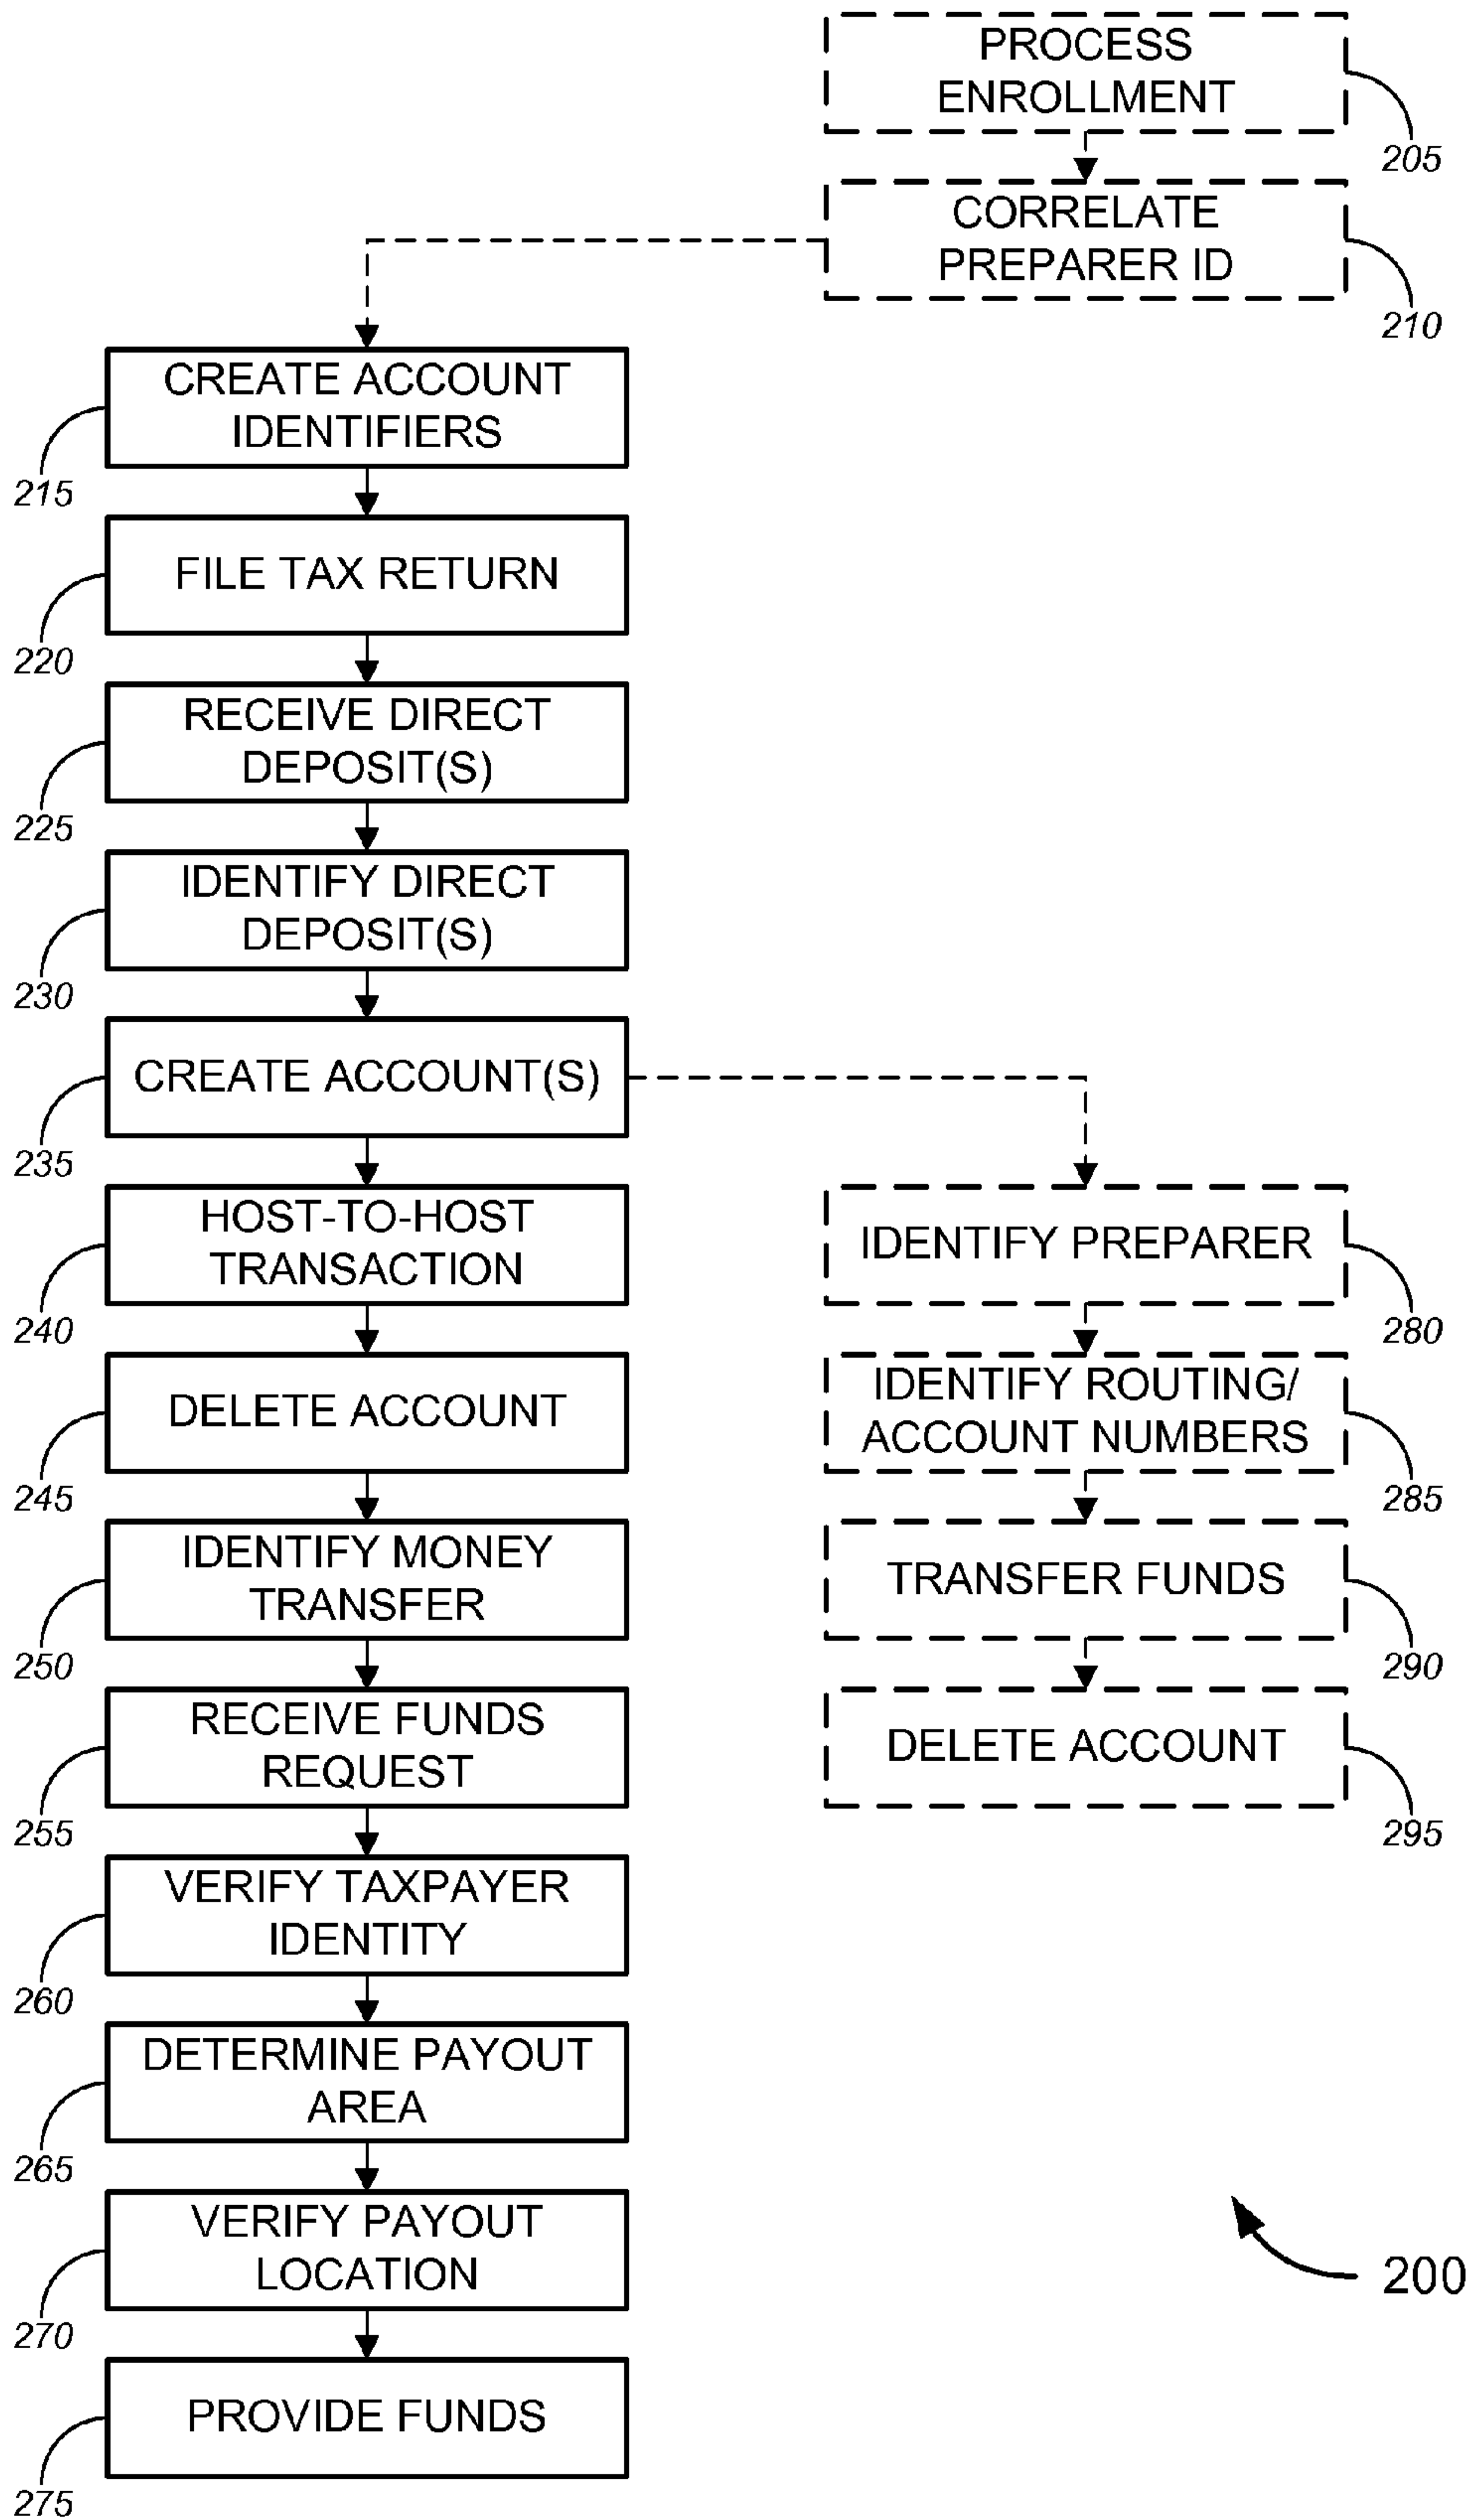 PROCESS
ENROLLMENT
205
CORRELATE
PREPARER ID
210
CREATE ACCOUNT
IDENTIFIERS
215
FILE TAX RETURN
220
RECEIVE DIRECT
DEPOSIT(S)
225
IDENTIFY DIRECT
DEPOSIT(S)
230
CREATE ACCOUNT(S)
235
HOST-TO-HOST
TRANSACTION
240
DELETE ACCOUNT
245
IDENTIFY MONEY
TRANSFER
250
RECEIVE FUNDS
REQUEST
255
VERIFY TAXPAYER
IDENTITY
260
DETERMINE PAYOUT
AREA
265
VERIFY PAYOUT
LOCATION
270
PROVIDE FUNDS
275
IDENTIFY PREPARER
280
IDENTIFY ROUTING/
ACCOUNT NUMBERS
285
TRANSFER FUNDS
290
DELETE ACCOUNT
295
200